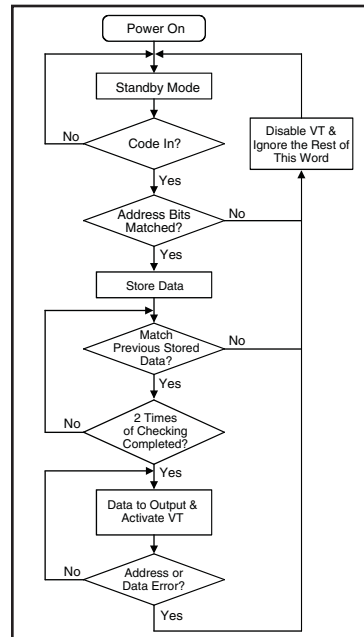 Power On
Standby Mode
No
Code In?
Disable VT &
Ignore the Rest of
This Word
Yes
Address Bits
Matched?
No
Yes
Store Data
Match
Previous Stored
Data?
No
Yes
No
2 Times
of Checking
Completed?
Yes
Data to Output &
Activate VT
No
Address or
Data Error?
Yes